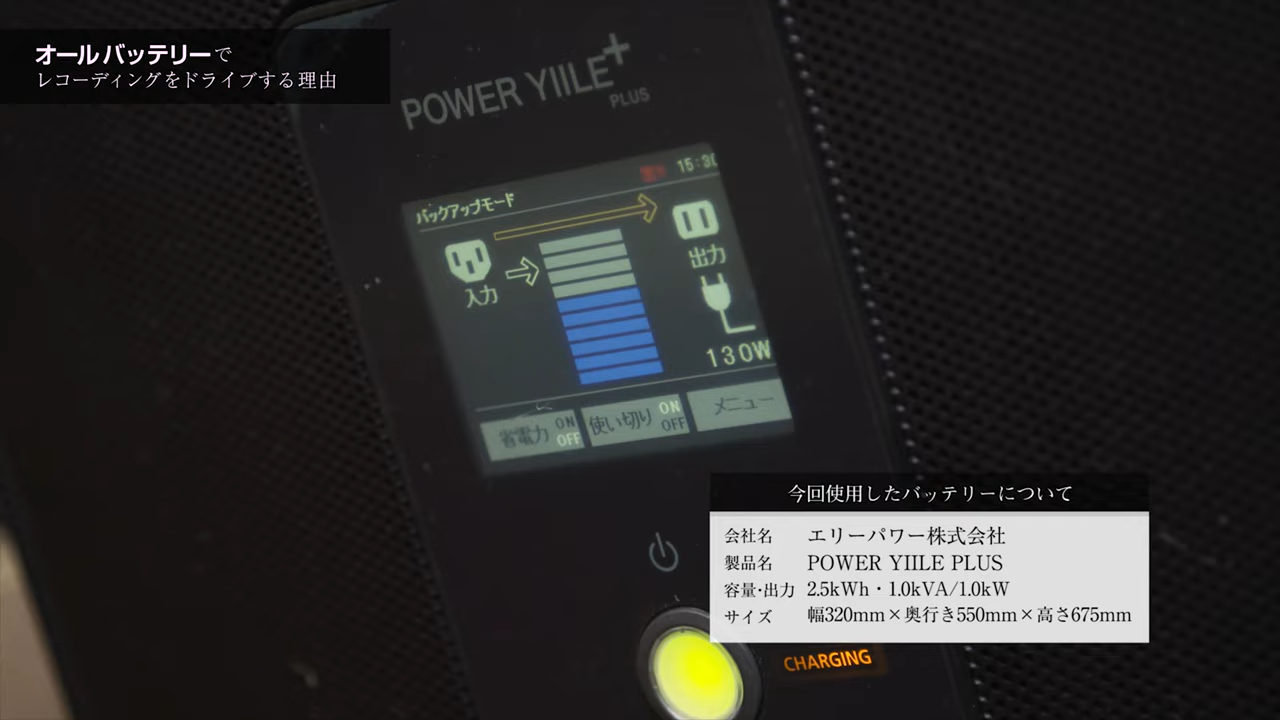 オールバッテリーで
レコーディングをドライブする理由
POWER YIILE+
PLUS
15:30
バックアップモード
入力
出力
130W
省電力 ON OFF
使い切り ON OFF
メニュー
今回使用したバッテリーについて
会社名 エリーパワー株式会社
製品名 POWER YIILE PLUS
容量・出力 2.5kWh・1.0kVA/1.0kW
サイズ 幅320mm×奥行き550mm×高さ675mm
CHARGING